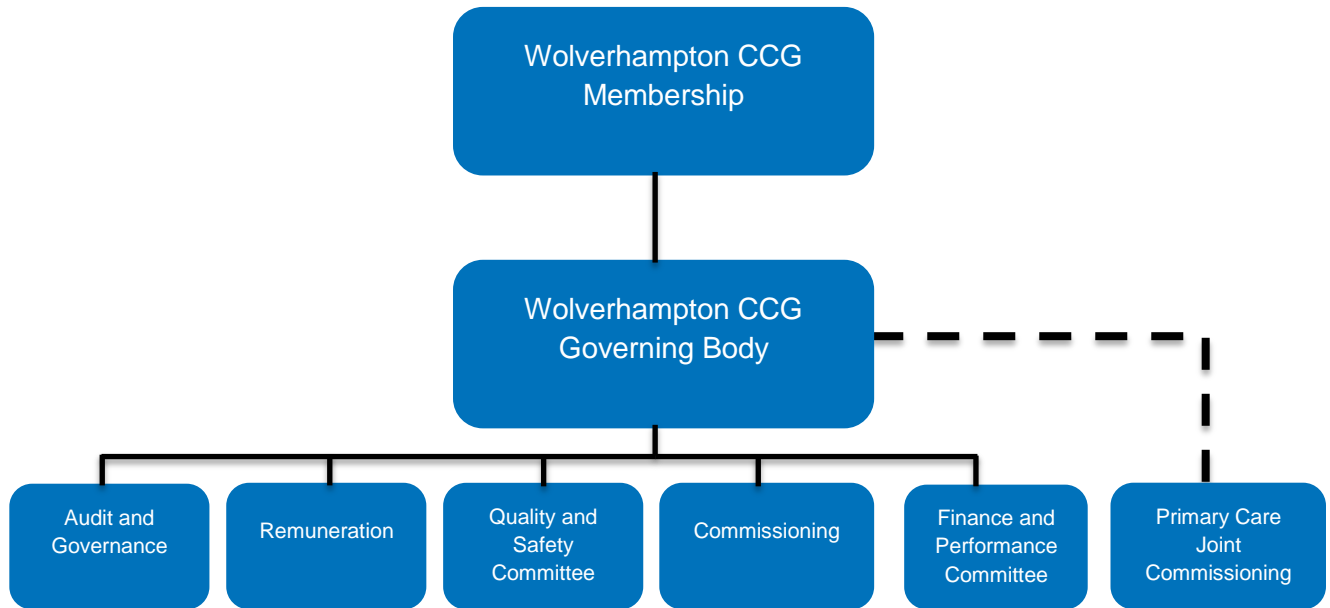 Wolverhampton CCG
Membership
Wolverhampton CCG
Governing Body
Audit and
Governance
Remuneration
Quality and
Safety
Committee
Commissioning
Finance and
Performance
Committee
Primary Care
Joint
Commissioning